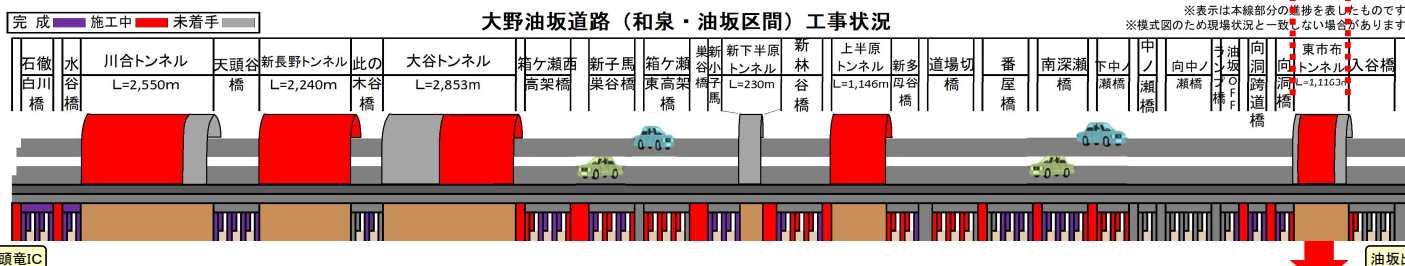 完 成 施工中 未着手
大野油坂道路（和泉・油坂区間）工事状況
※表示は本線部分の進捗を表したものです
※模式図のため現場状況と一致しない場合があります
石徹白川橋
水谷橋
川合トンネル
L=2,550m
天頭谷橋
新長野トンネル
L=2,240m
此の木谷橋
大谷トンネル
L=2,853m
箱ケ瀬西高架橋
新子馬巣谷橋
箱ケ瀬東高架橋
巣谷橋
新小子馬
新下半原トンネル
L=230m
新林谷橋
上半原トンネル
L=1,146m
新多母谷橋
道場切橋
番屋橋
南深瀬橋
下中ノ瀬橋
中ノ瀬橋
向中ノ瀬橋
油坂OFFランプ橋
向洞跨道橋
向洞橋
東市布トンネル
L=1,1163m
入谷橋
頭竜IC
油坂出